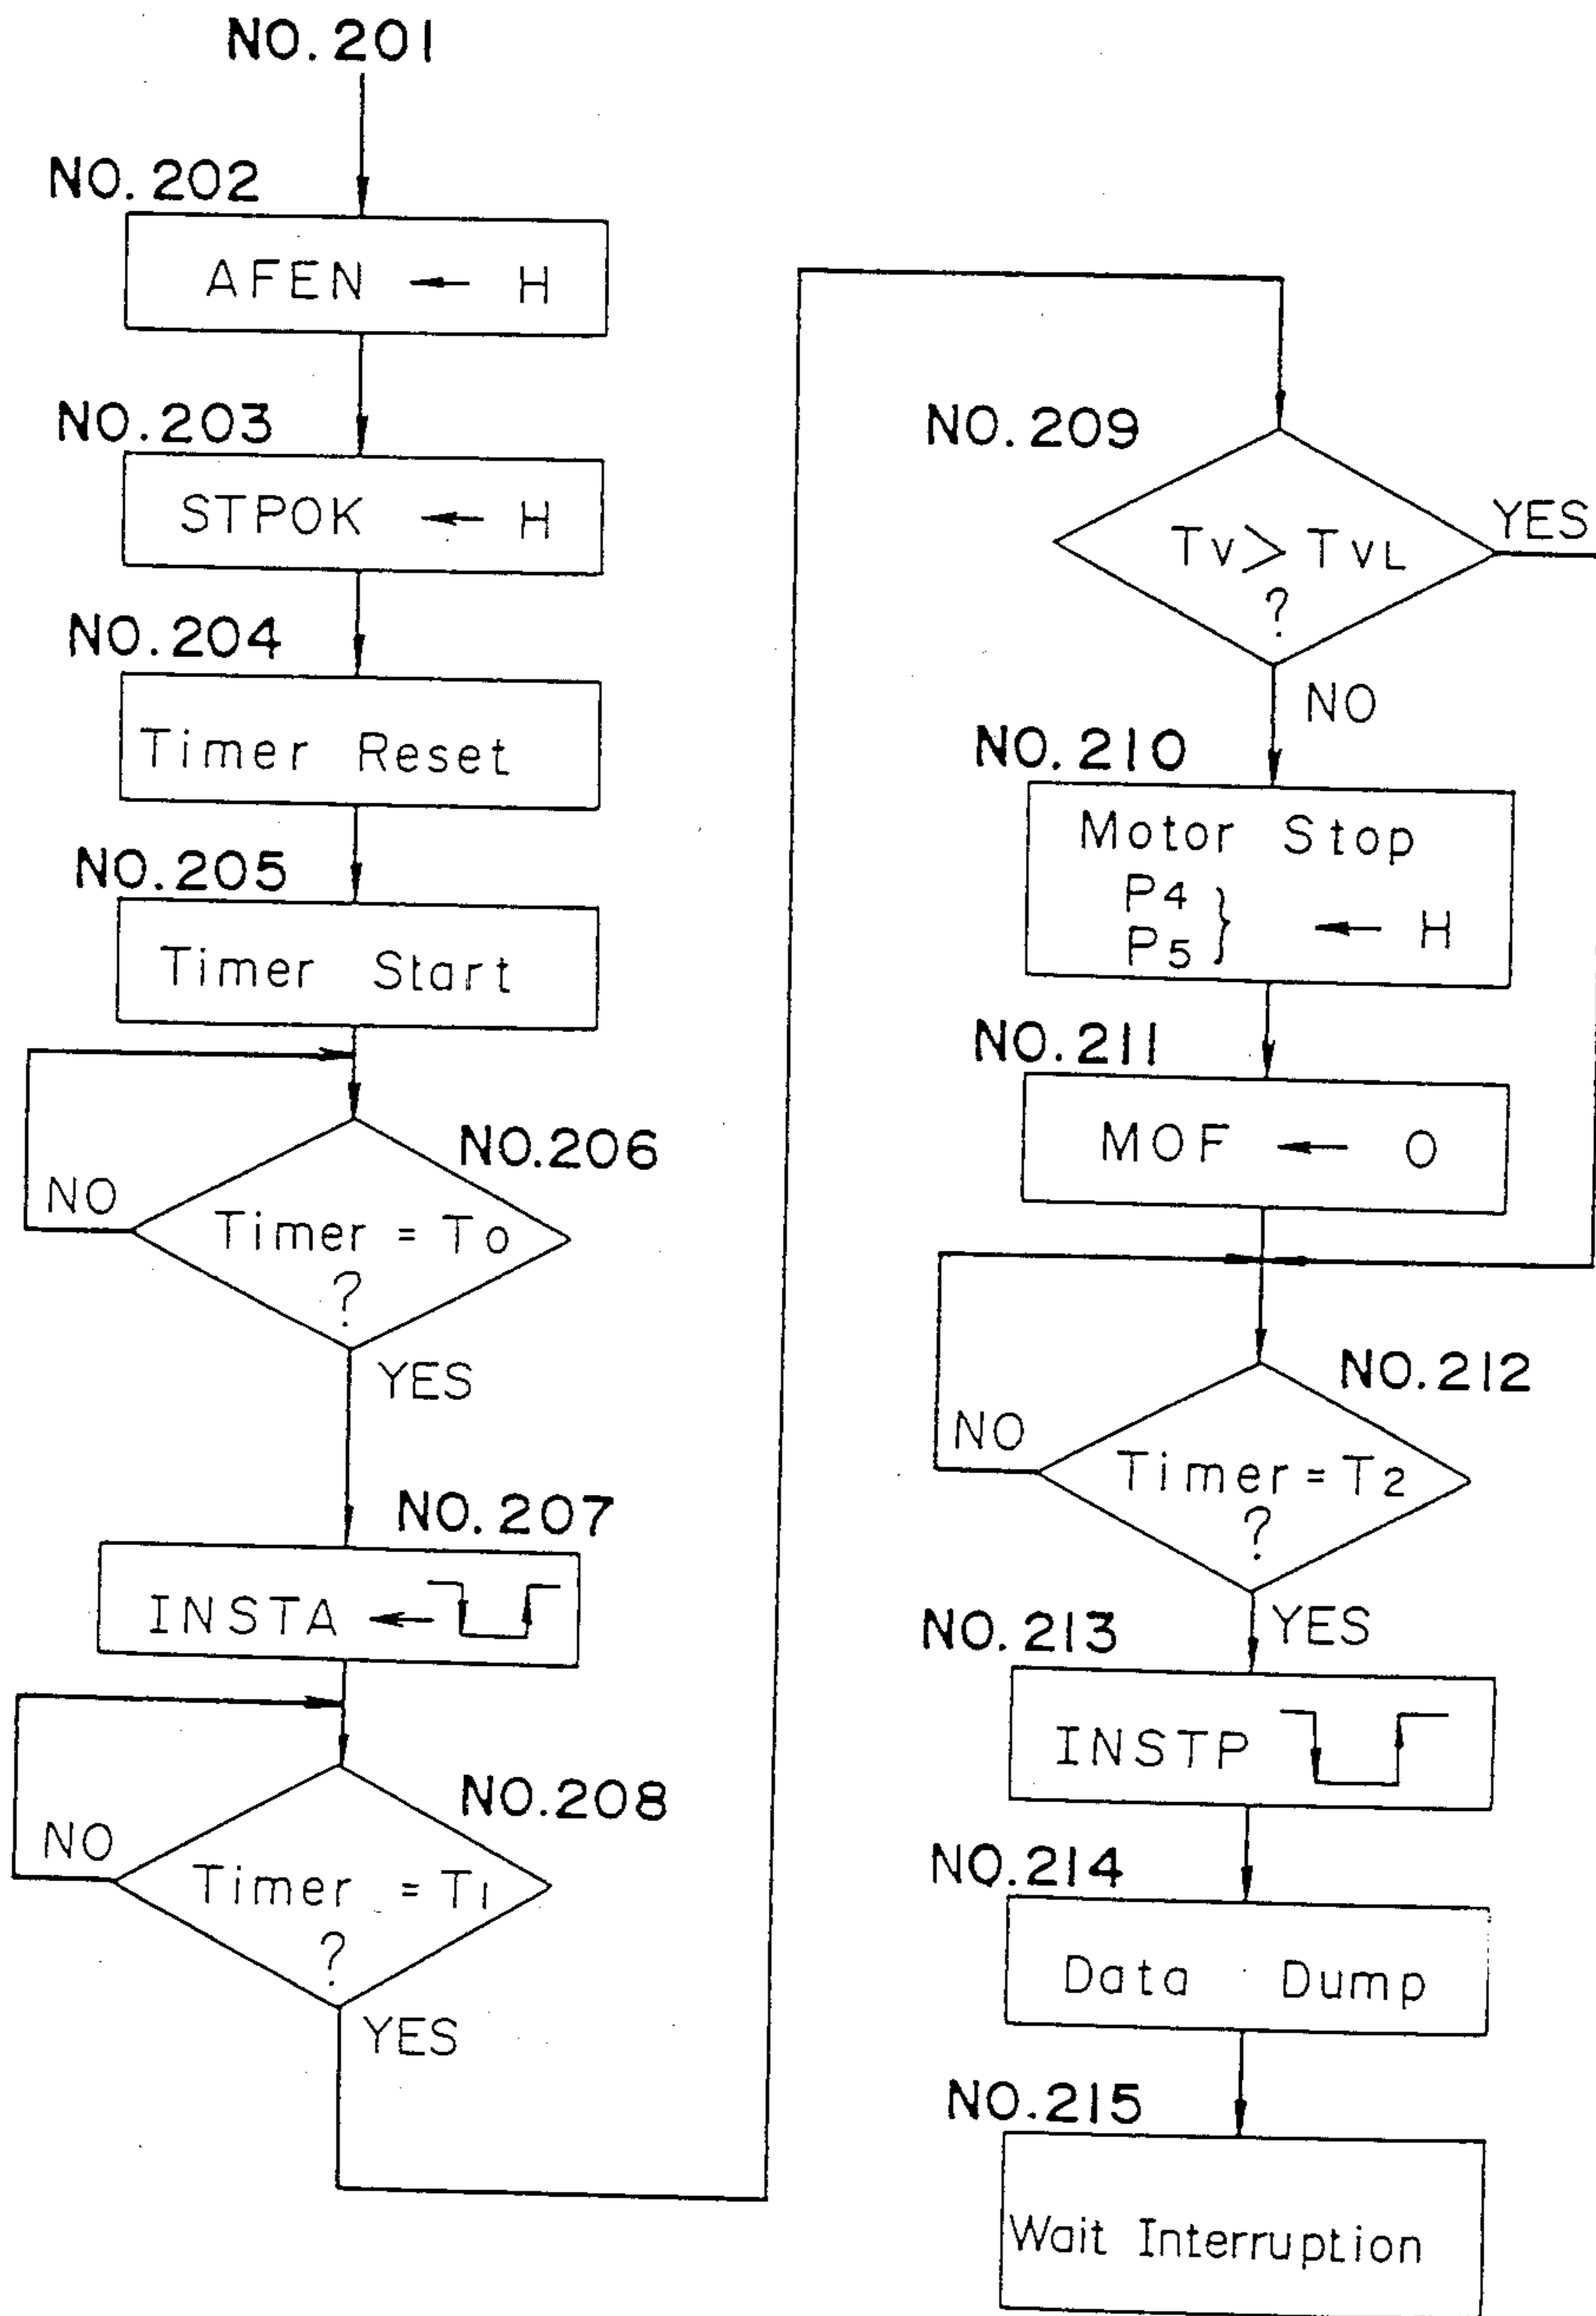 NO.201
NO.202
AFEN ← H
NO.203
STPOK ← H
NO.204
Timer Reset
NO.205
Timer Start
NO.206
NO
Timer = To
?
YES
NO.207
INSTA ←
NO.208
NO
Timer = T1
?
YES
NO.209
YES
Tv > TVL
?
NO
NO.210
Motor Stop
P4
P5 } ← H
NO.211
MOF ← O
NO.212
NO
Timer = T2
?
YES
NO.213
INSTP
NO.214
Data Dump
NO.215
Wait Interruption